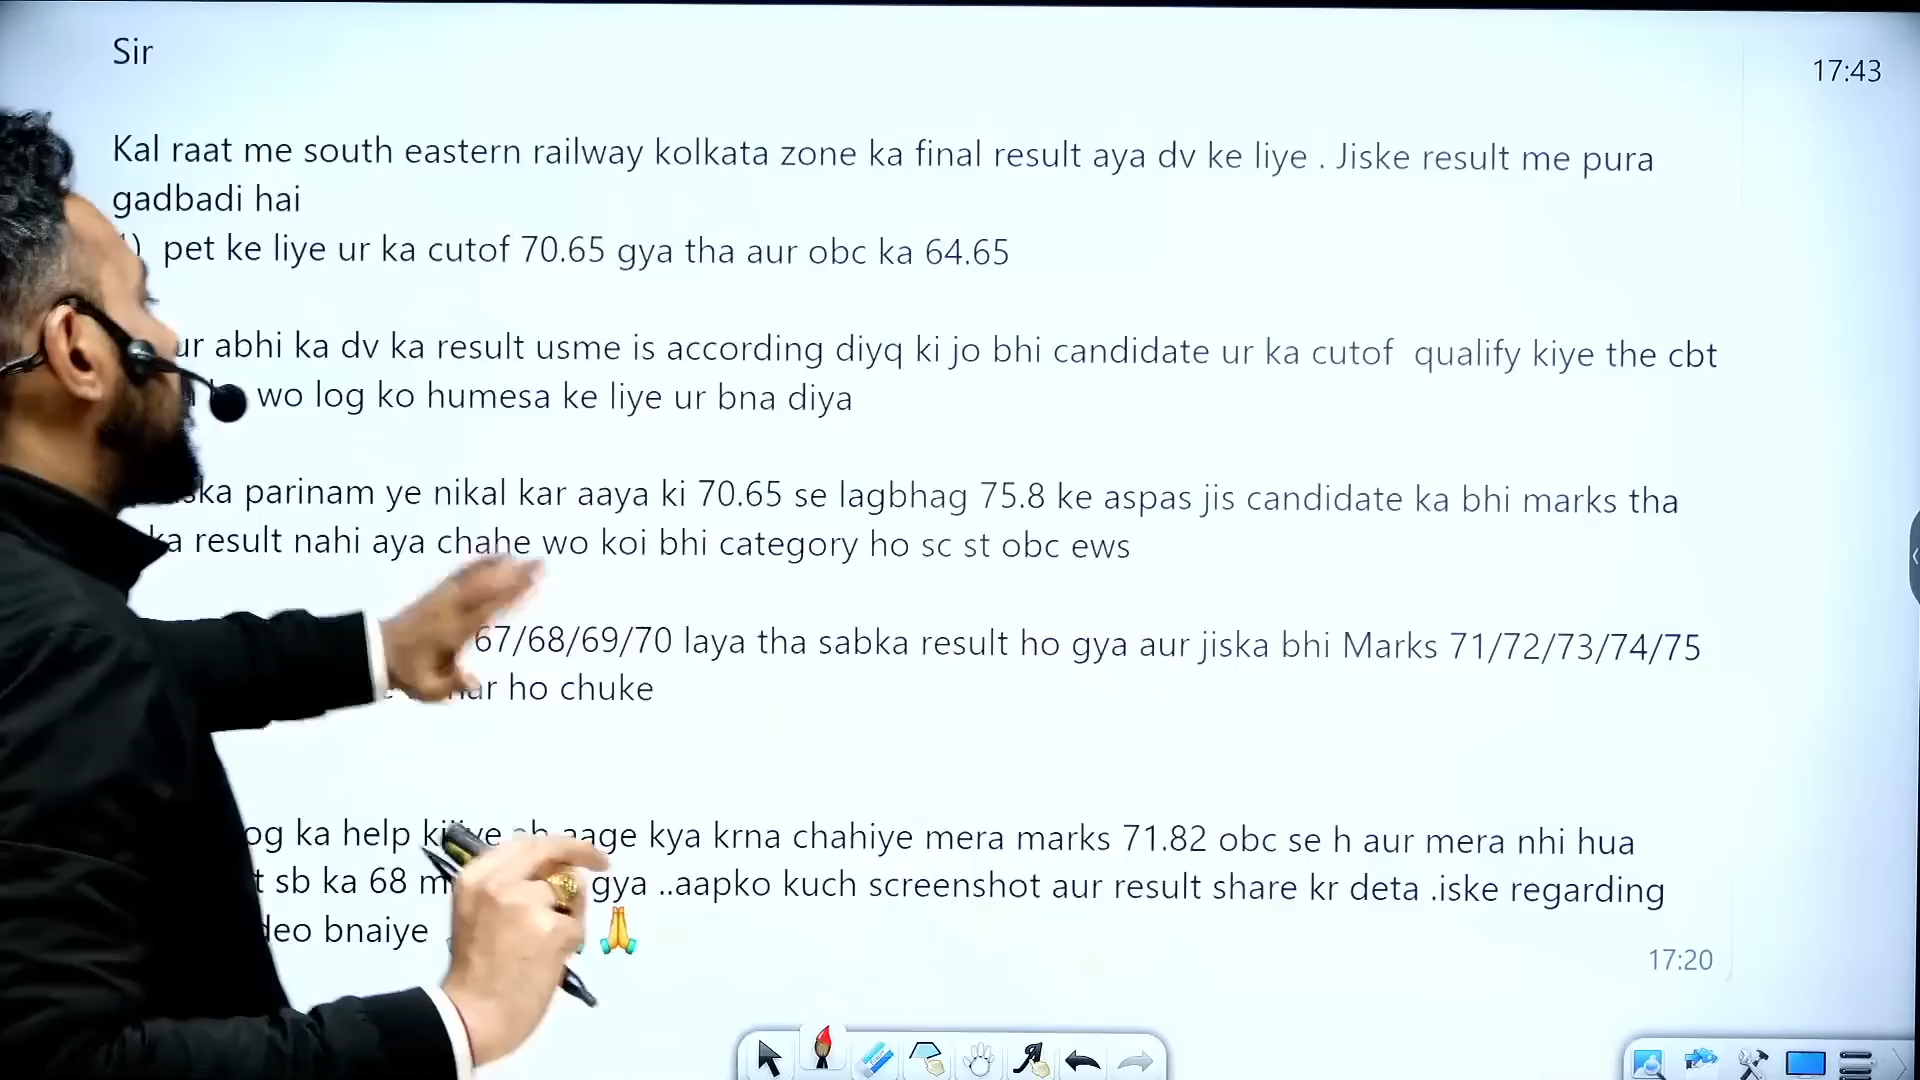 Sir
17:43
Kal raat me south eastern railway kolkata zone ka final result aya dv ke liye . Jiske result me pura
gadbadi hai
pet ke liye ur ka cutof 70.65 gya tha aur obc ka 64.65
ur abhi ka dv ka result usme is according diyq ki jo bhi candidate ur ka cutof qualify kiye the cbt
wo log ko humesa ke liye ur bna diya
parinam ye nikal kar aaya ki 70.65 se lagbhag 75.8 ke aspas jis candidate ka bhi marks tha
result nahi aya chahe wo koi bhi category ho sc st obc ews
67/68/69/70 laya tha sabka result ho gya aur jiska bhi Marks 71/72/73/74/75
ho chuke
ka help aage kya krna chahiye mera marks 71.82 obc se h aur mera nhi hua
sb ka 68 gya ..aapko kuch screenshot aur result share kr deta .iske regarding
bnaiye 🙏
17:20